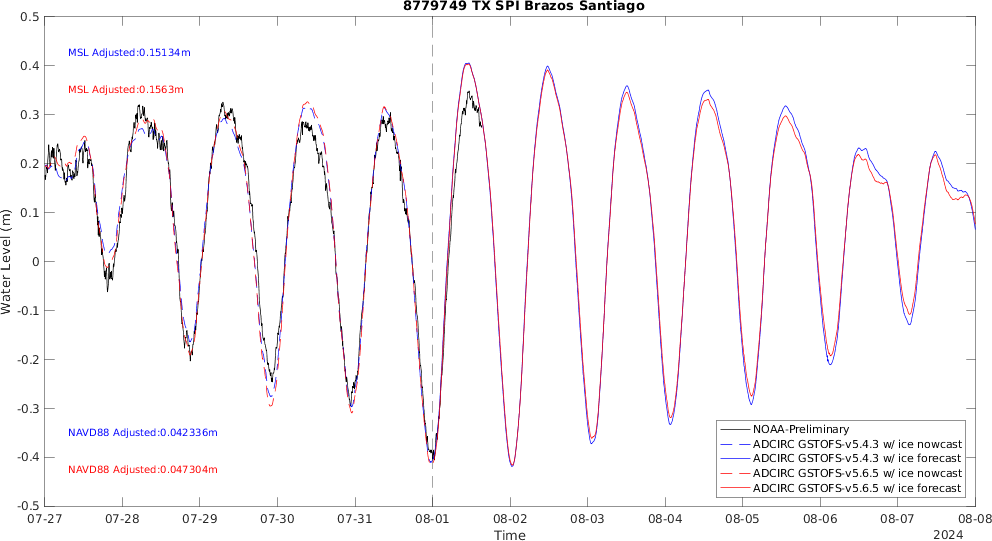 8779749 TX SPI Brazos Santiago
Water Level (m)
0.5
0.4
0.3
0.2
0.1
0
-0.1
-0.2
-0.3
-0.4
-0.5
MSL Adjusted:0.15134m
MSL Adjusted:0.1563m
NAVD88 Adjusted:0.042336m
NAVD88 Adjusted:0.047304m
NOAA-Preliminary
ADCIRC GSTOFS-v5.4.3 w/ ice nowcast
ADCIRC GSTOFS-v5.4.3 w/ ice forecast
ADCIRC GSTOFS-v5.6.5 w/ ice nowcast
ADCIRC GSTOFS-v5.6.5 w/ ice forecast
07-27 07-28 07-29 07-30 07-31 08-01 08-02 08-03 08-04 08-05 08-06 08-07 08-08
Time
2024